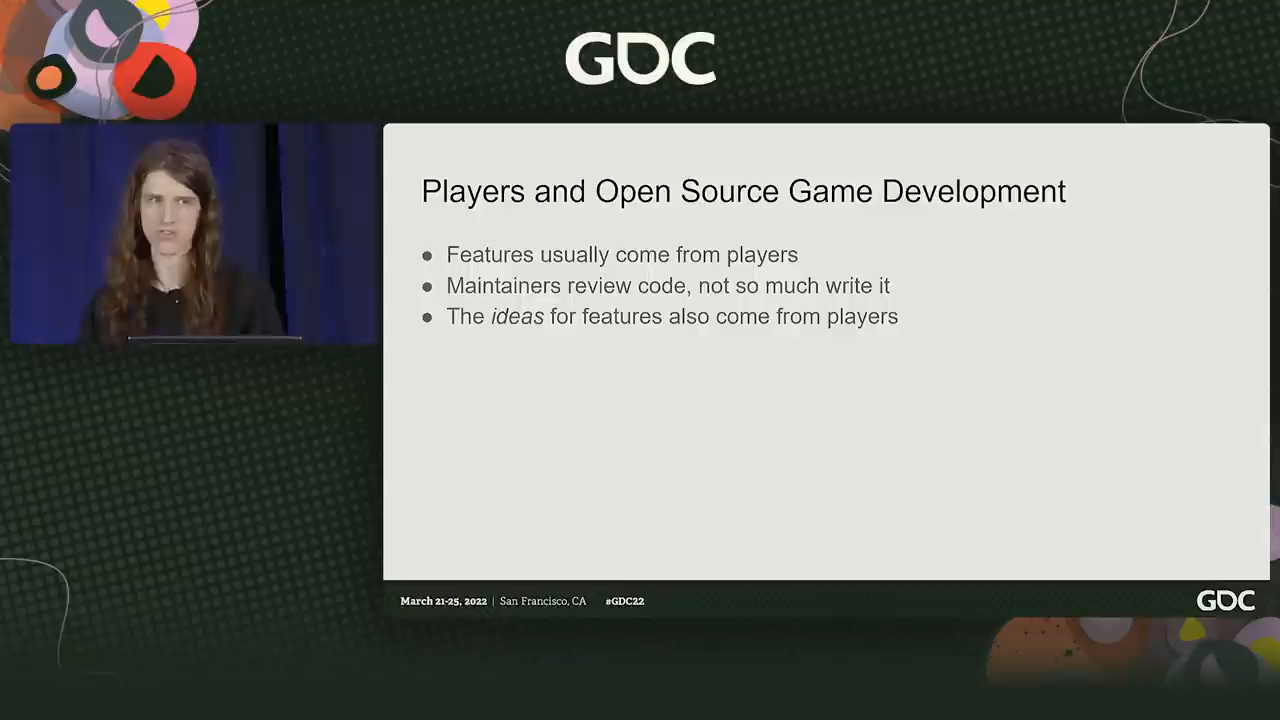 GDC
Players and Open Source Game Development
● Features usually come from players
● Maintainers review code, not so much write it
● The ideas for features also come from players
March 21-25, 2022 | San Francisco, CA #GDC22
GDC